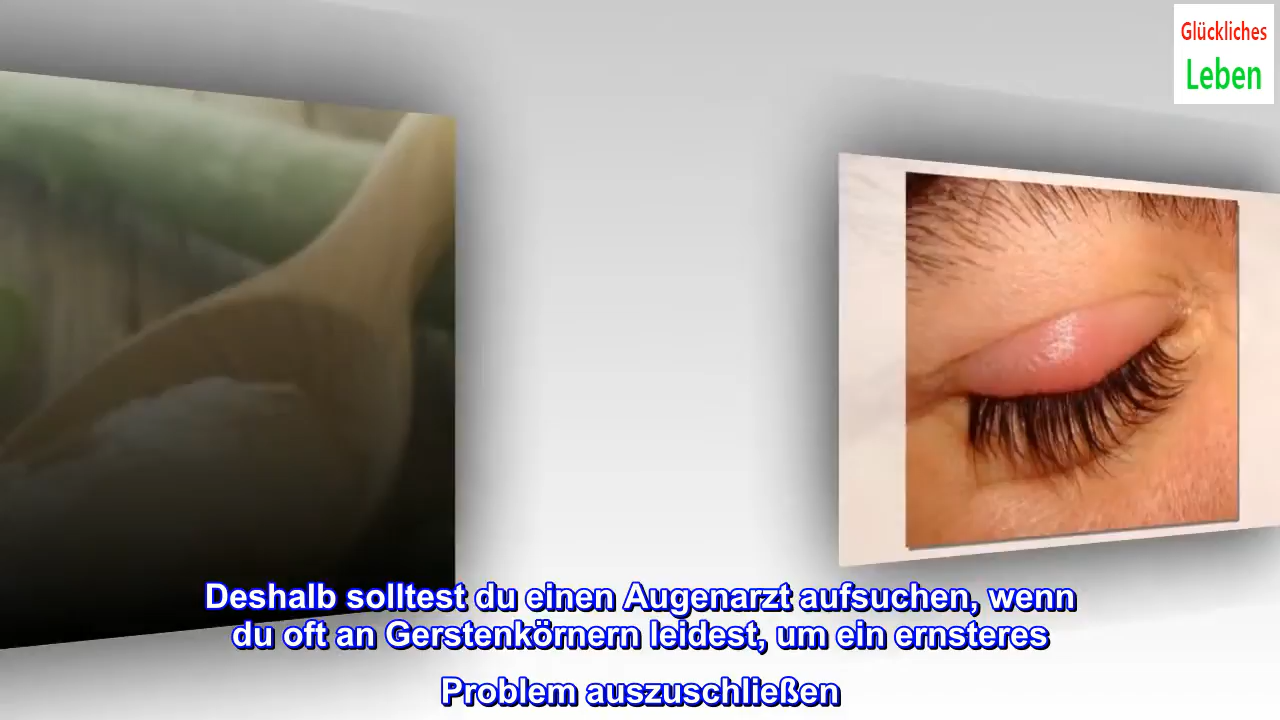 Glückliches
Leben
Deshalb solltest du einen Augenarzt aufsuchen, wenn
du oft an Gerstenkörnern leidest, um ein ernsteres
Problem auszuschließen